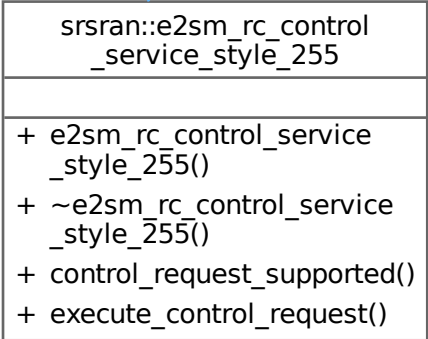 srsran::e2sm_rc_control
_service_style_255
+ e2sm_rc_control_service
_style_255()
+ ~e2sm_rc_control_service
_style_255()
+ control_request_supported()
+ execute_control_request()